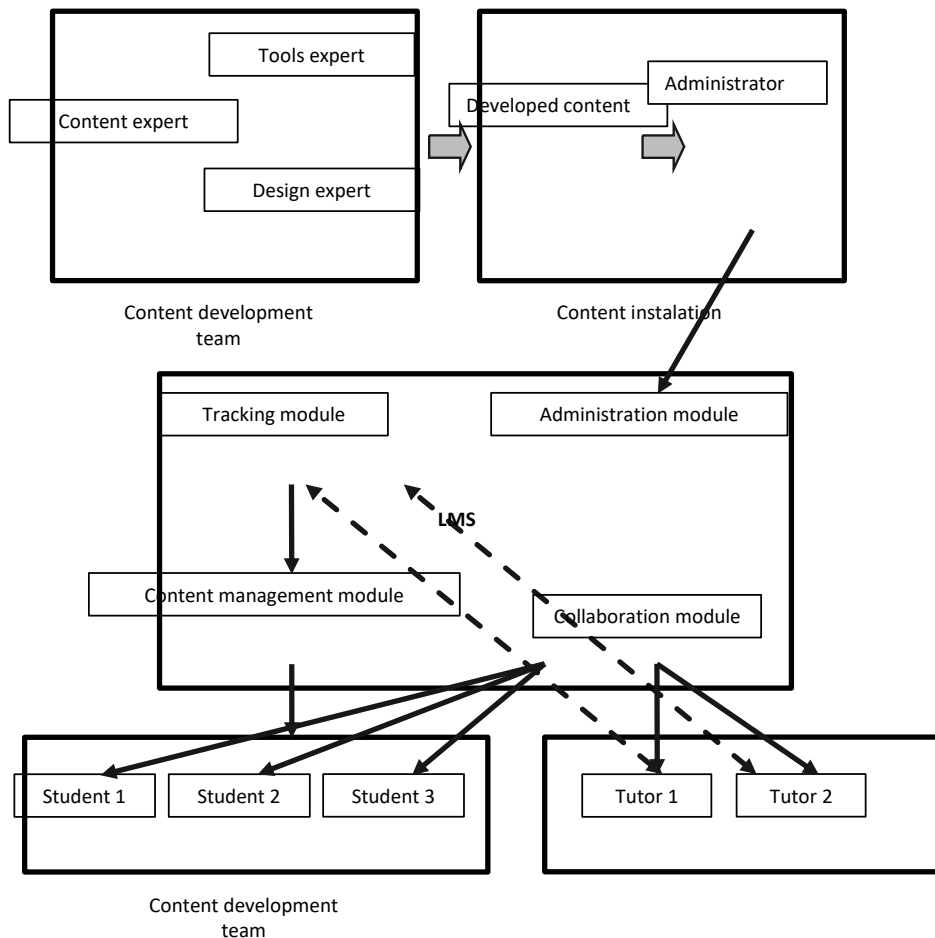 Tools expert
Content expert
Design expert
Content development
team
Developed content
Administrator
Content instalation
Tracking module
Administration module
LMS
Content management module
Collaboration module
Student 1
Student 2
Student 3
Tutor 1
Tutor 2
Content development
team